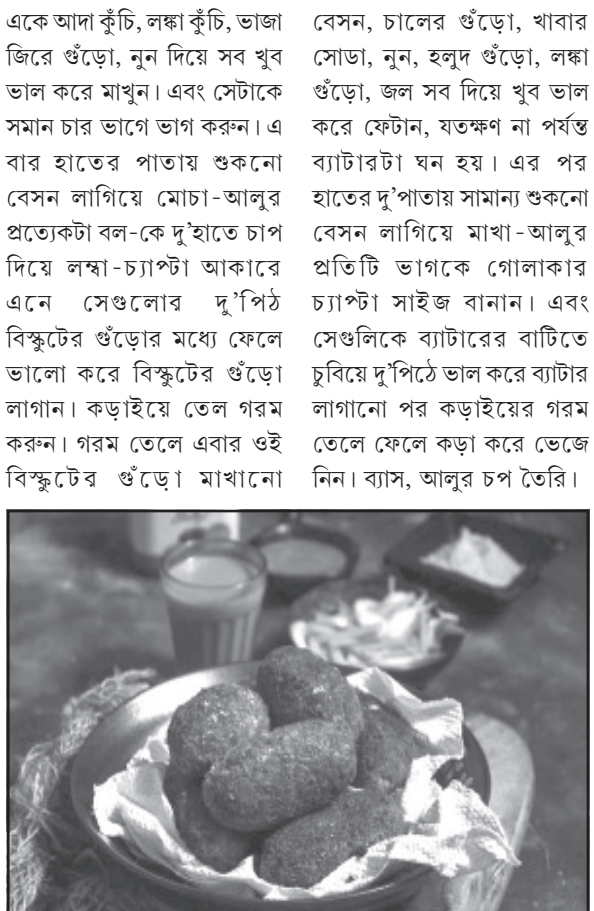 একে আদা কুঁচি, লঙ্কা কুঁচি, ভাজা
জিরে গুঁড়ো, নুন দিয়ে সব খুব
ভাল করে মাখুন। এবং সেটাকে
সমান চার ভাগে ভাগ করুন। এ
বার হাতের পাতায় শুকনো
বেসন লাগিয়ে মোচা-আলুর
প্রত্যেকটা বল-কে দু'হাতে চাপ
দিয়ে লম্বা-চ্যাপ্টা আকারে
এনে সেগুলোর দু'পিঠ
বিস্কুটের গুঁড়োর মধ্যে ফেলে
ভালো করে বিস্কুটের গুঁড়ো
লাগান। কড়াইয়ে তেল গরম
করুন। গরম তেলে এবার ওই
বিস্কুটের গুঁড়ো মাখানো
বেসন, চালের গুঁড়ো, খাবার
সোডা, নুন, হলুদ গুঁড়ো, লঙ্কা
গুঁড়ো, জল সব দিয়ে খুব ভাল
করে ফেটান, যতক্ষণ না পর্যন্ত
ব্যাটারটা ঘন হয়। এর পর
হাতের দু'পাতায় সামান্য শুকনো
বেসন লাগিয়ে মাখা-আলুর
প্রতিটি ভাগকে গোলাকার
চ্যাপ্টা সাইজ বানান। এবং
সেগুলিকে ব্যাটারের বাটিতে
চুবিয়ে দু'পিঠে ভাল করে ব্যাটার
লাগানো পর কড়াইয়ের গরম
তেলে ফেলে কড়া করে ভেজে
নিন। ব্যাস, আলুর চপ তৈরি।